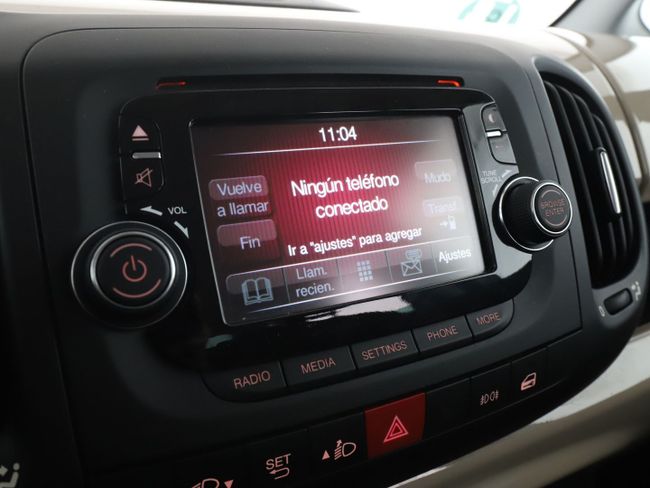 11:04
Vuelve
a llamar
Ningún teléfono
conectado
Mudo
Transf.
Fin
Ir a "ajustes" para agregar
Llam.
recien.
Ajustes
VOL
TUNE
SCROLL
BROWSE
ENTER
RADIO
MEDIA
SETTINGS
PHONE
MORE
SET
0